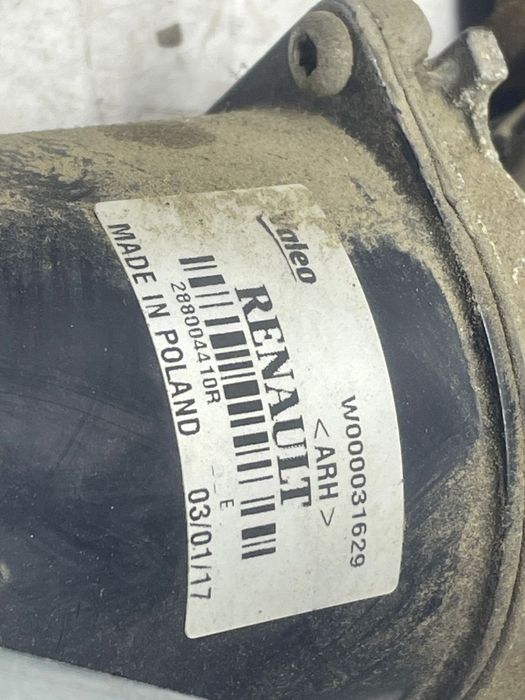 Valeo
W000031629
<ARH>
RENAULT
288004410R
- - E
MADE IN POLAND
03/01/17